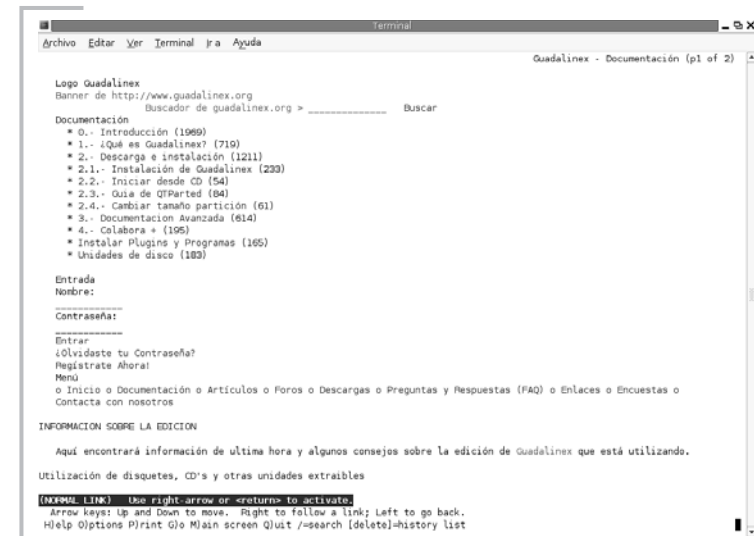 Terminal
Archivo Editar Ver Terminal Ir a Ayuda
Guadalinex - Documentación (p1 of 2)
Logo Guadalinex
Banner de http://www.guadalinex.org
Buscador de guadalinex.org > ______________ Buscar
Documentación
* 0.- Introducción (1969)
* 1.- ¿Qué es Guadalinex? (719)
* 2.- Descarga e instalación (1211)
* 2.1.- Instalación de Guadalinex (233)
* 2.2.- Iniciar desde CD (54)
* 2.3.- Guia de QTParted (84)
* 2.4.- Cambiar tamaño partición (61)
* 3.- Documentacion Avanzada (614)
* 4.- Colabora + (195)
* Instalar Plugins y Programas (165)
* Unidades de disco (183)
Entrada
Nombre:
____________
Contraseña:
____________
Entrar
¿Olvidaste tu Contraseña?
Regístrate Ahora!
Menú
o Inicio o Documentación o Artículos o Foros o Descargas o Preguntas y Respuestas (FAQ) o Enlaces o Encuestas o
Contacta con nosotros
INFORMACION SOBRE LA EDICION
Aquí encontrará información de ultima hora y algunos consejos sobre la edición de Guadalinex que está utilizando.
Utilización de disquetes, CD's y otras unidades extraibles
(NORMAL LINK) Use right-arrow or <return> to activate.
Arrow keys: Up and Down to move. Right to follow a link; Left to go back.
H)elp O)ptions P)rint G)o M)ain screen Q)uit /=search [delete]=history list